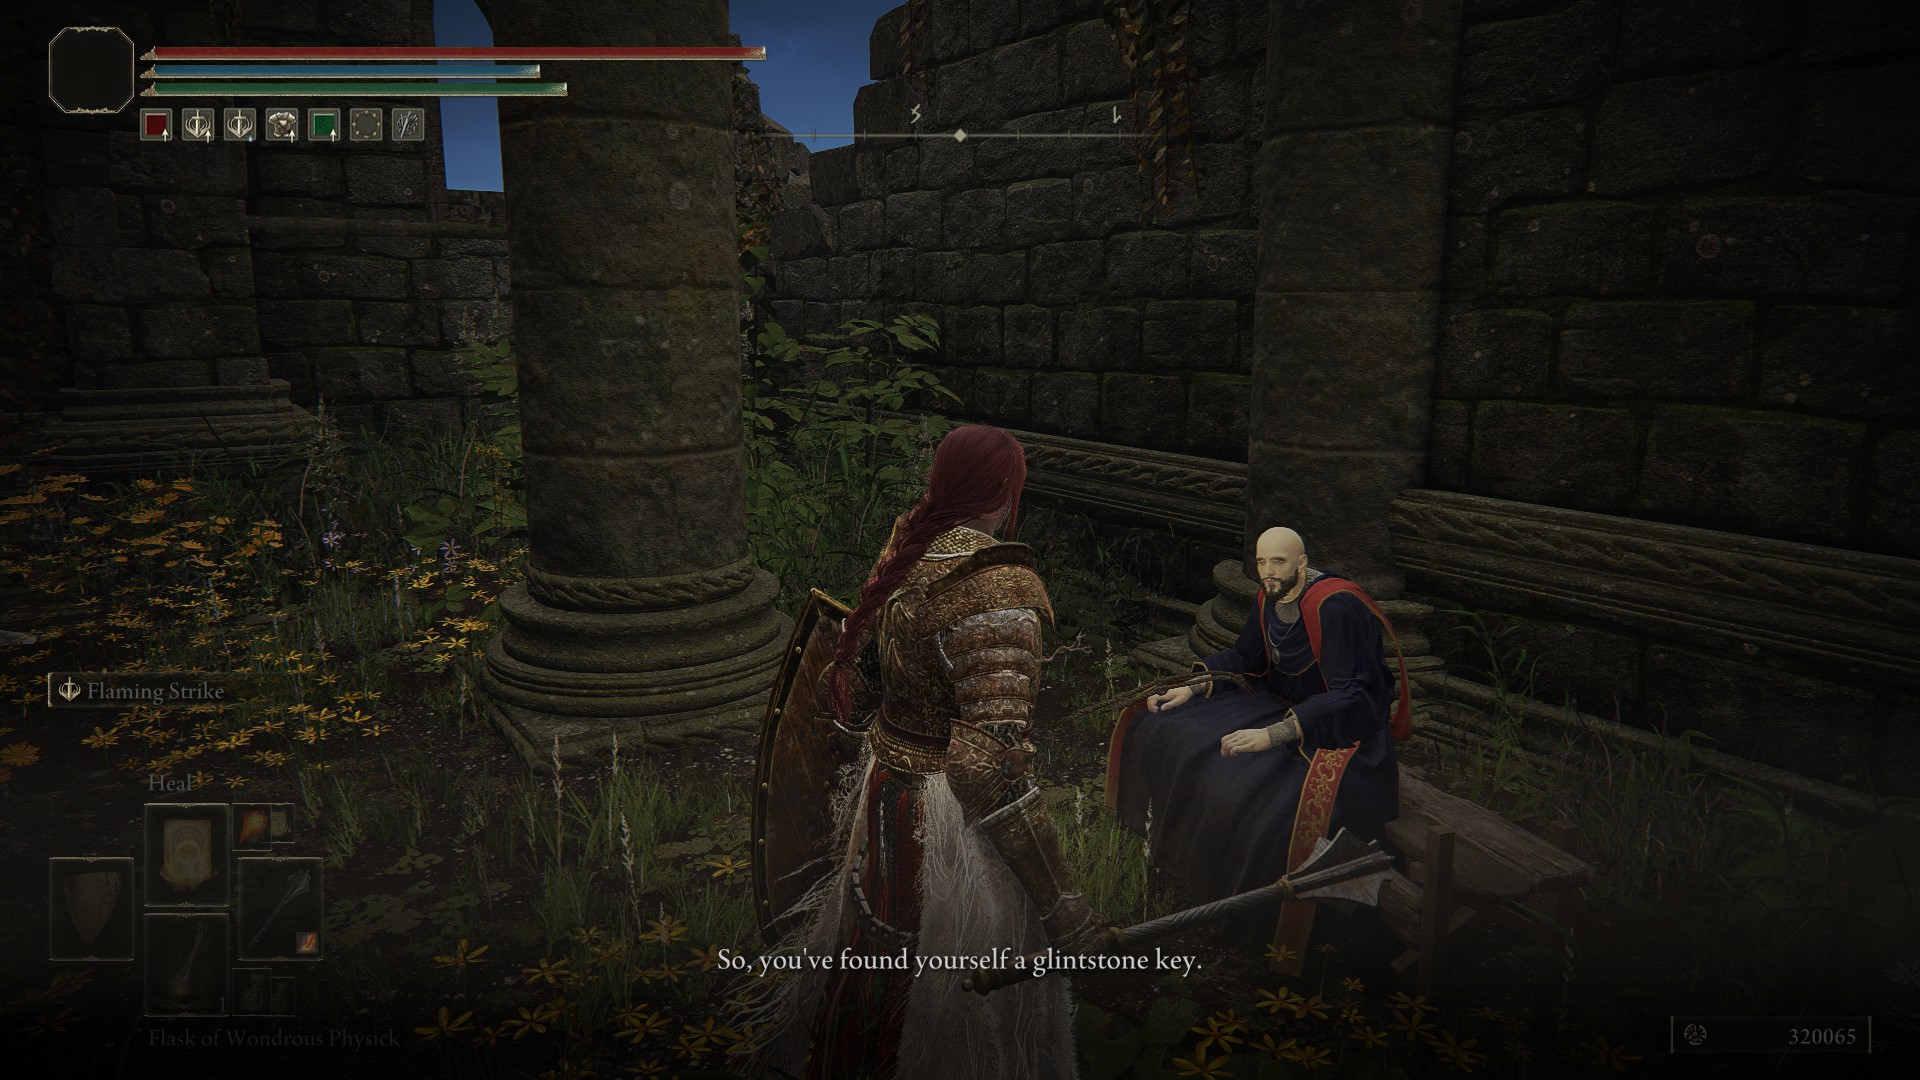 S
L
Flaming Strike
Heal
1
Flask of Wondrous Physick
So, you've found yourself a glintstone key.
320065